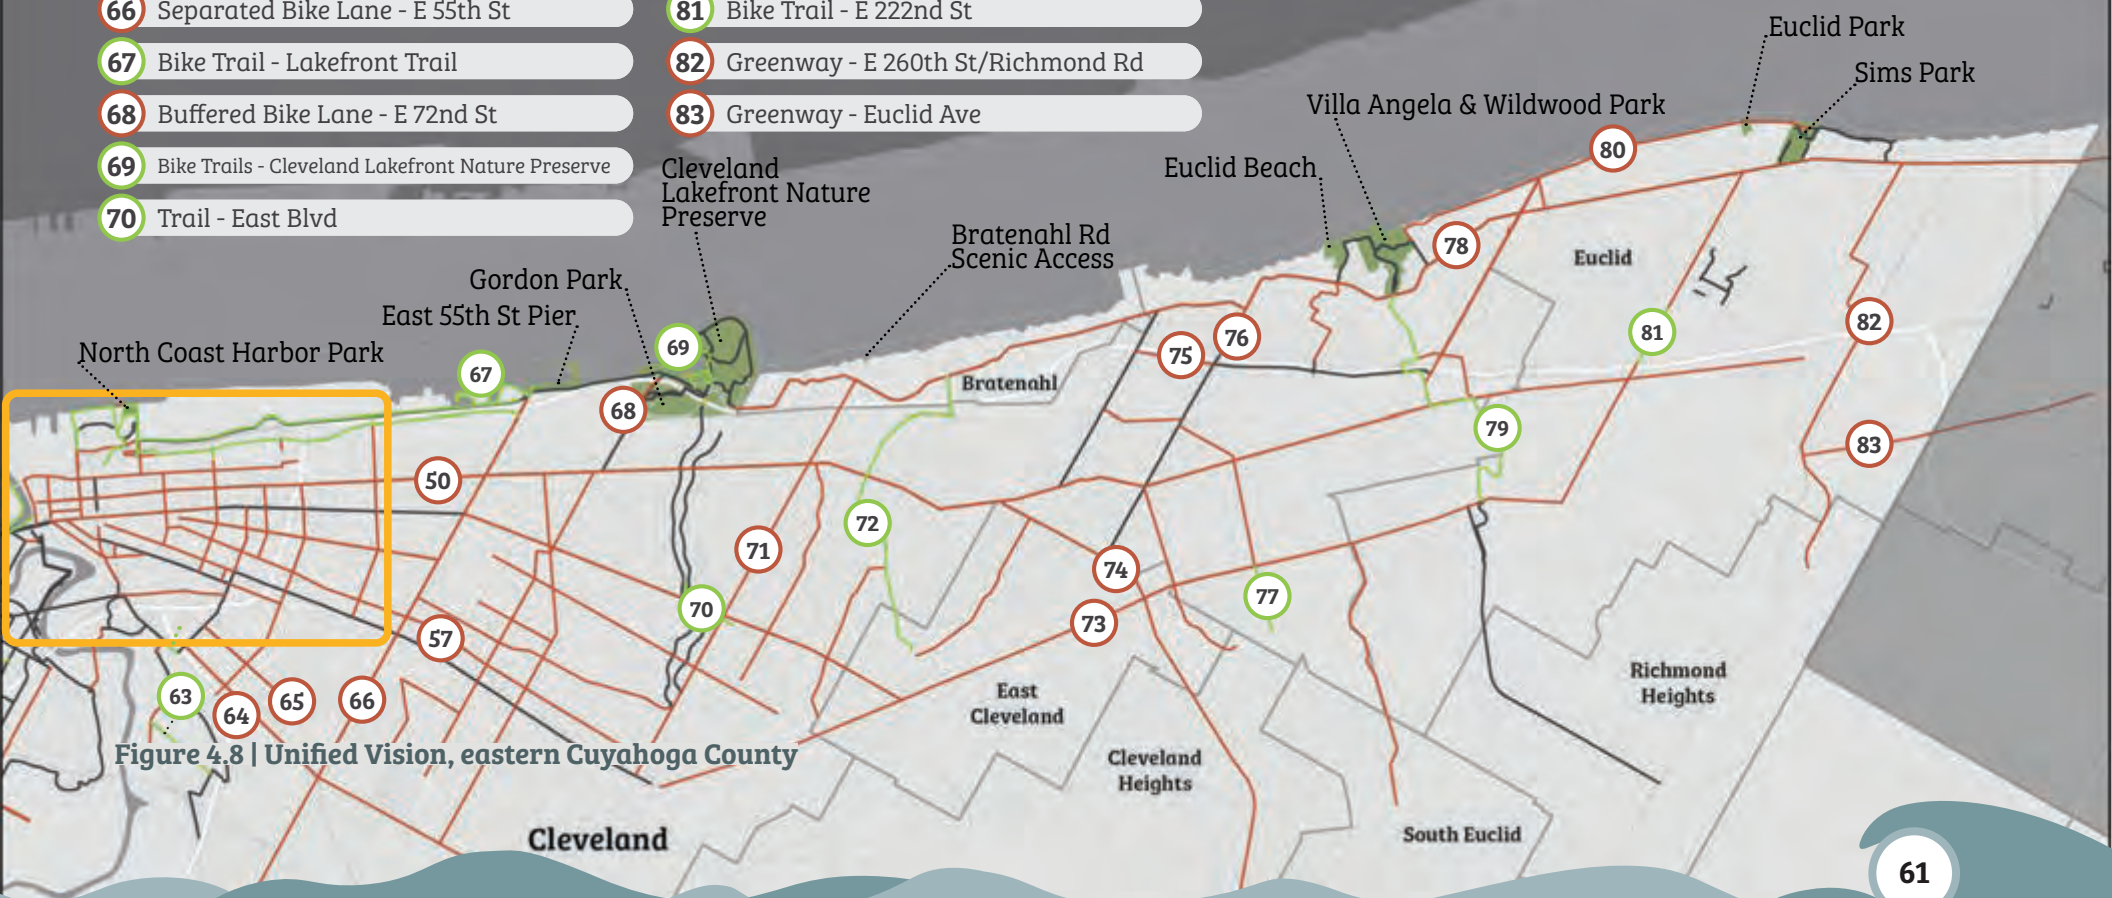 66 Separated Bike Lane - E 55th St
67 Bike Trail - Lakefront Trail
68 Buffered Bike Lane - E 72nd St
69 Bike Trails - Cleveland Lakefront Nature Preserve
70 Trail - East Blvd
81 Bike Trail - E 222nd St
82 Greenway - E 260th St/Richmond Rd
83 Greenway - Euclid Ave
Euclid Park
Sims Park
Villa Angela & Wildwood Park
Euclid Beach
Cleveland
Lakefront Nature
Preserve
Bratenahl Rd
Scenic Access
Gordon Park
East 55th St Pier
North Coast Harbor Park
80
78
Euclid
82
81
76
75
69
67
68
Bratenahl
79
83
50
72
71
74
77
70
73
57
63
64
65
66
East
Cleveland
Richmond
Heights
Figure 4.8 | Unified Vision, eastern Cuyahoga County
Cleveland
Heights
Cleveland
South Euclid
61